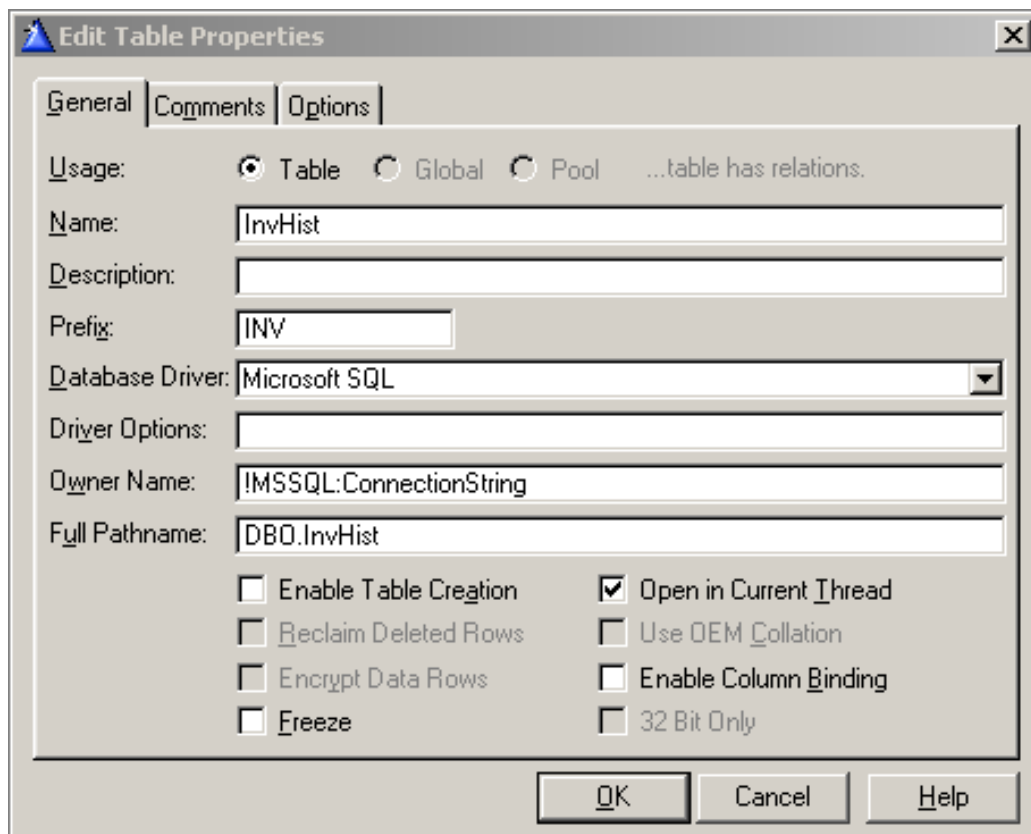 Edit Table Properties
General Comments Options
Usage: Table Global Pool ...table has relations.
Name: InvHist
Description:
Prefix: INV
Database Driver: Microsoft SQL
Driver Options:
Owner Name: !MSSQL:ConnectionString
Full Pathname: DBO.InvHist
Enable Table Creation Open in Current Thread
Reclaim Deleted Rows Use OEM Collation
Encrypt Data Rows Enable Column Binding
Freeze 32 Bit Only
OK Cancel Help